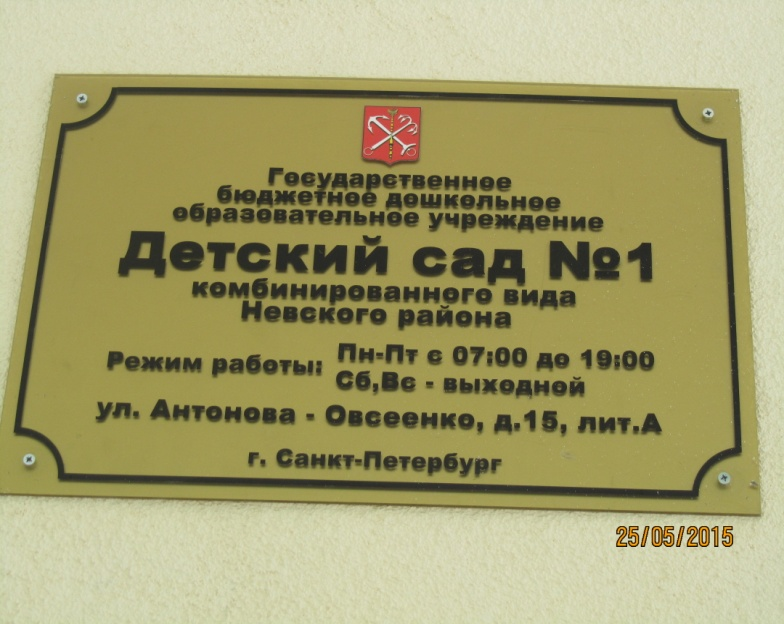 Государственное
бюджетное дошкольное
образовательное учреждение
Детский сад №1
комбинированного вида
Невского района
Режим работы: Пн-Пт с 07:00 до 19:00
Сб,Вс - выходной
ул. Антонова - Овсеенко, д.15, лит.А
г. Санкт-Петербург
25/05/2015